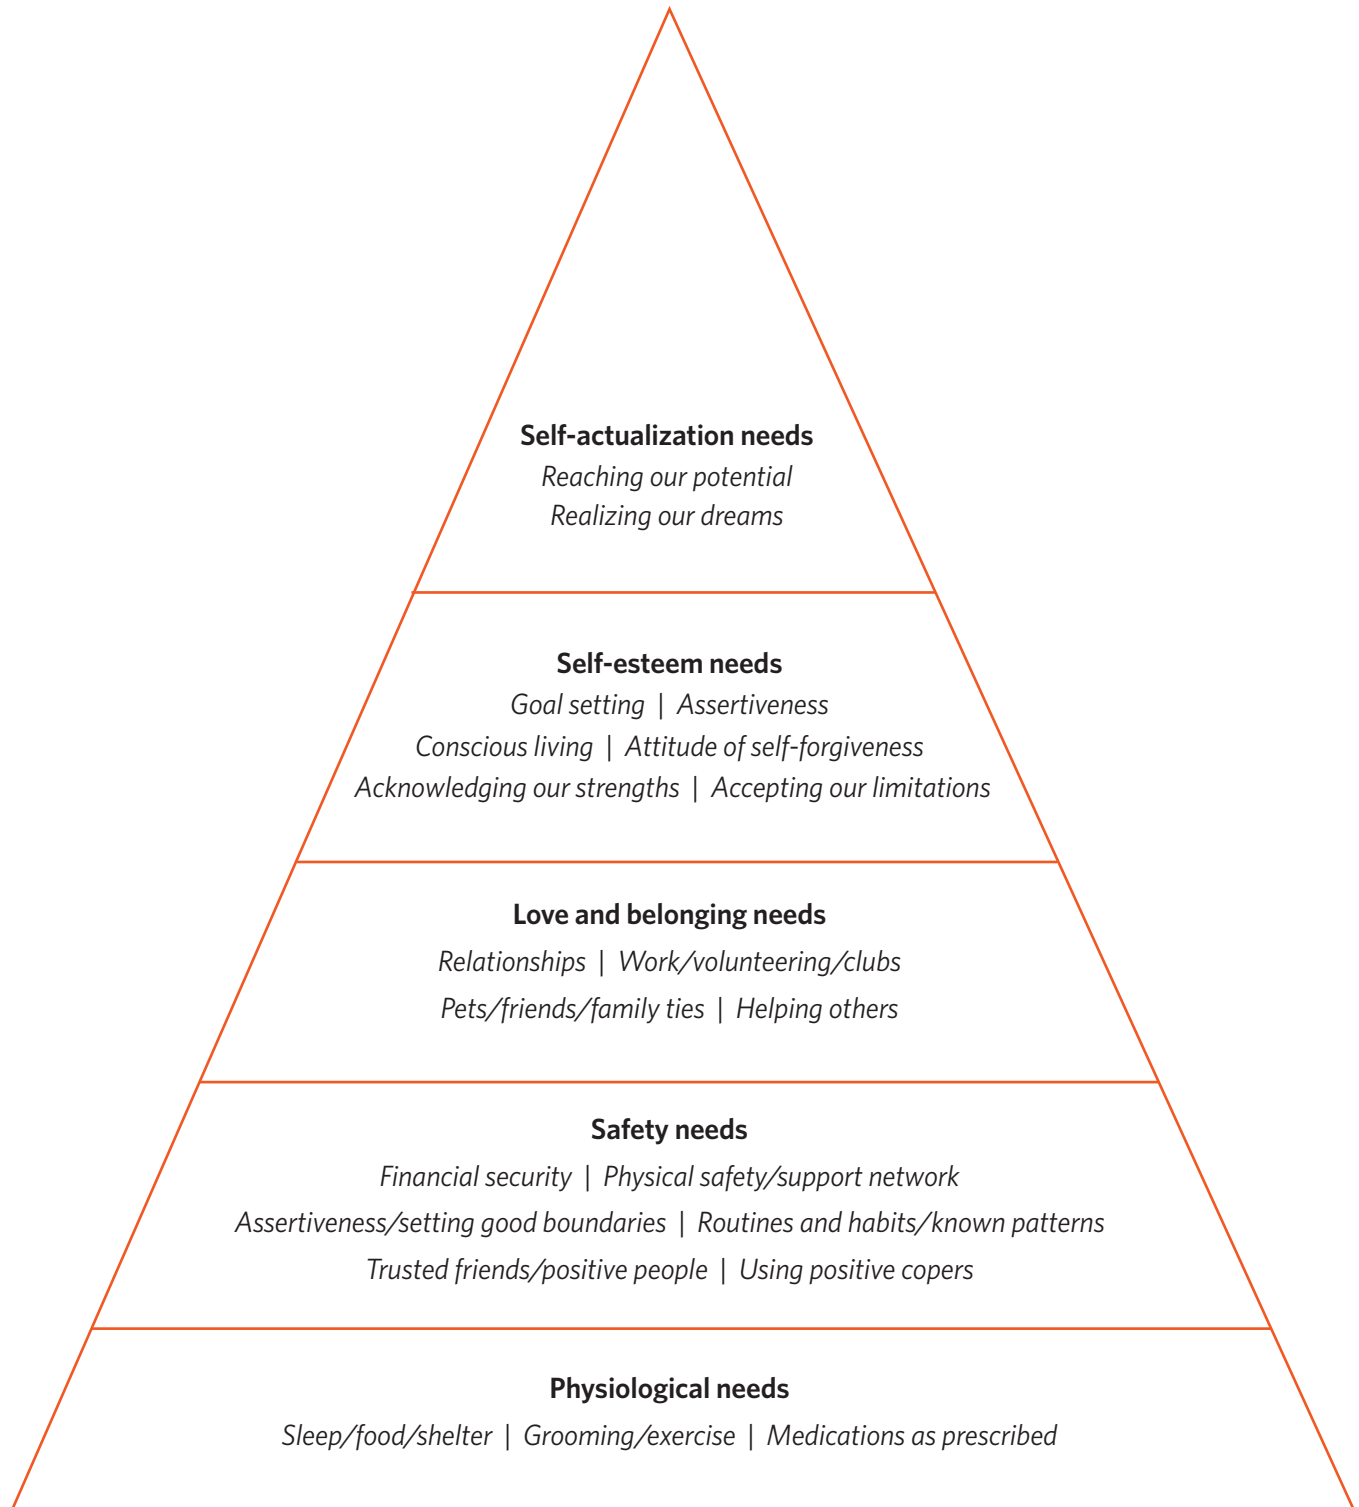 Self-actualization needs
Reaching our potential
Realizing our dreams
Self-esteem needs
Goal setting | Assertiveness
Conscious living | Attitude of self-forgiveness
Acknowledging our strengths | Accepting our limitations
Love and belonging needs
Relationships | Work/volunteering/clubs
Pets/friends/family ties | Helping others
Safety needs
Financial security | Physical safety/support network
Assertiveness/setting good boundaries | Routines and habits/known patterns
Trusted friends/positive people | Using positive copers
Physiological needs
Sleep/food/shelter | Grooming/exercise | Medications as prescribed